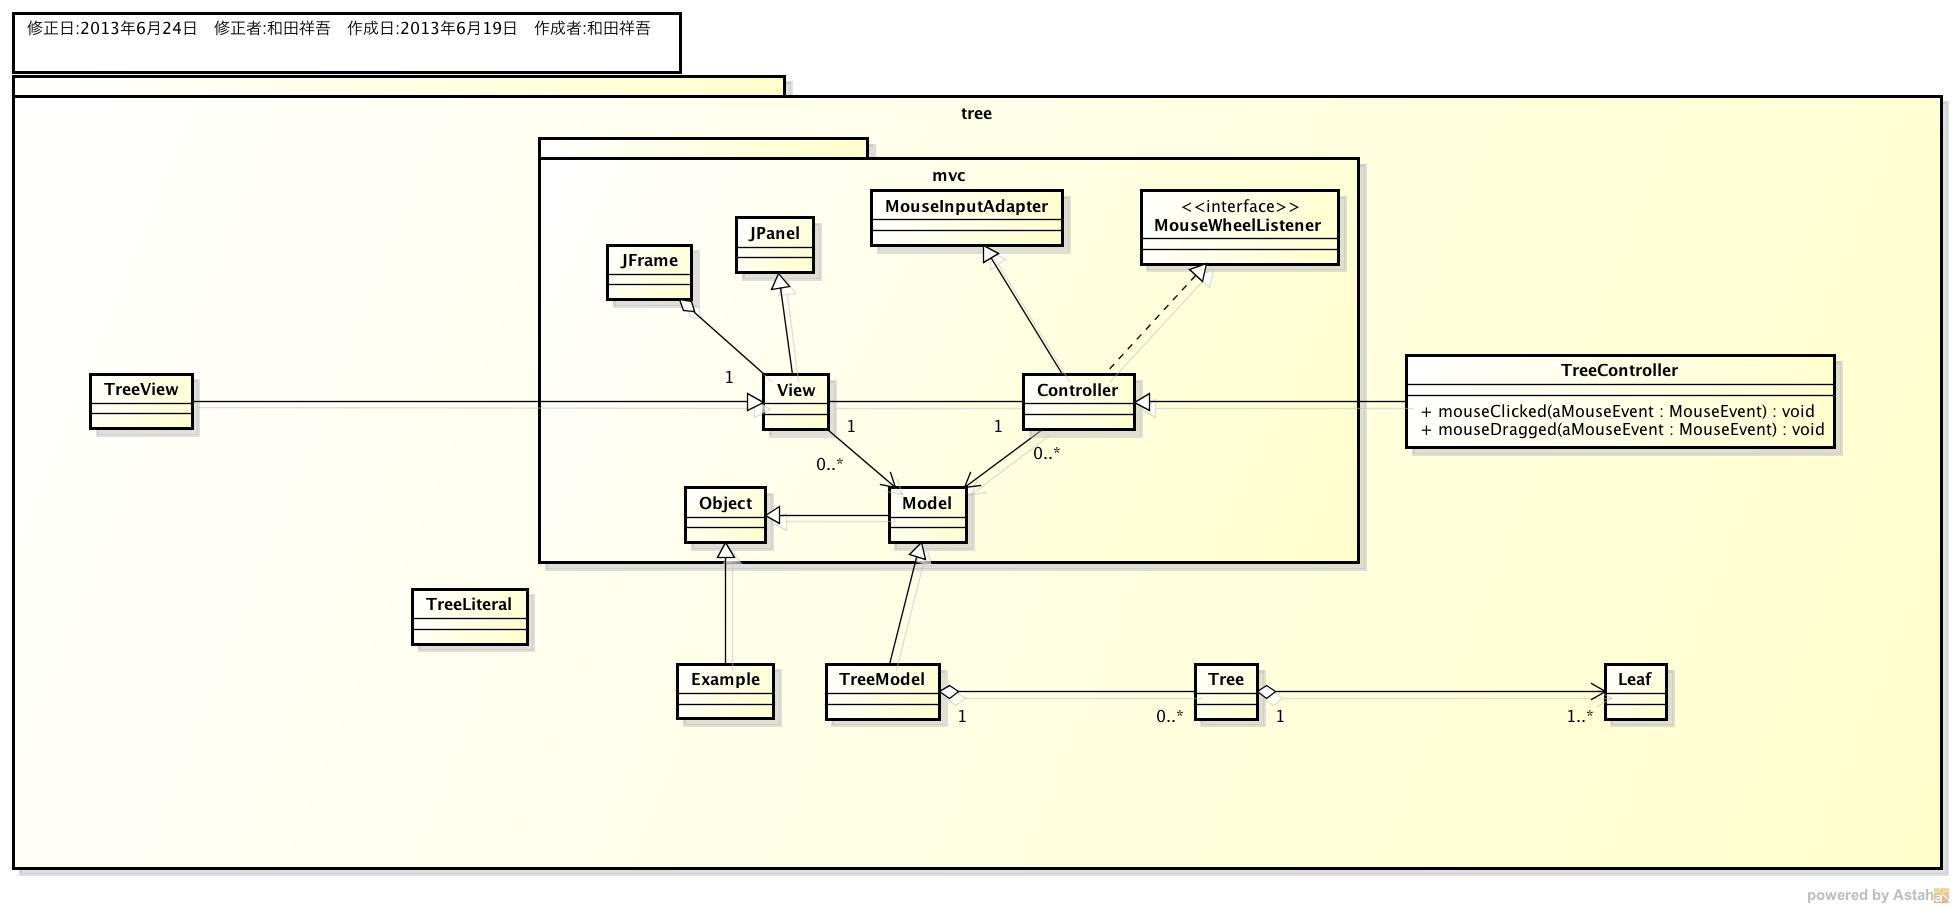 修正日:2013年6月24日　修正者:和田祥吾　作成日:2013年6月19日　作成者:和田祥吾
tree
mvc
MouseInputAdapter
<<interface>>
MouseWheelListener
JPanel
JFrame
TreeView
1
View
Controller
TreeController
+ mouseClicked(aMouseEvent : MouseEvent) : void
+ mouseDragged(aMouseEvent : MouseEvent) : void
1
1
0..*
0..*
Object
Model
TreeLiteral
Example
TreeModel
Tree
Leaf
1
0..*
1
1..*
powered by Astah